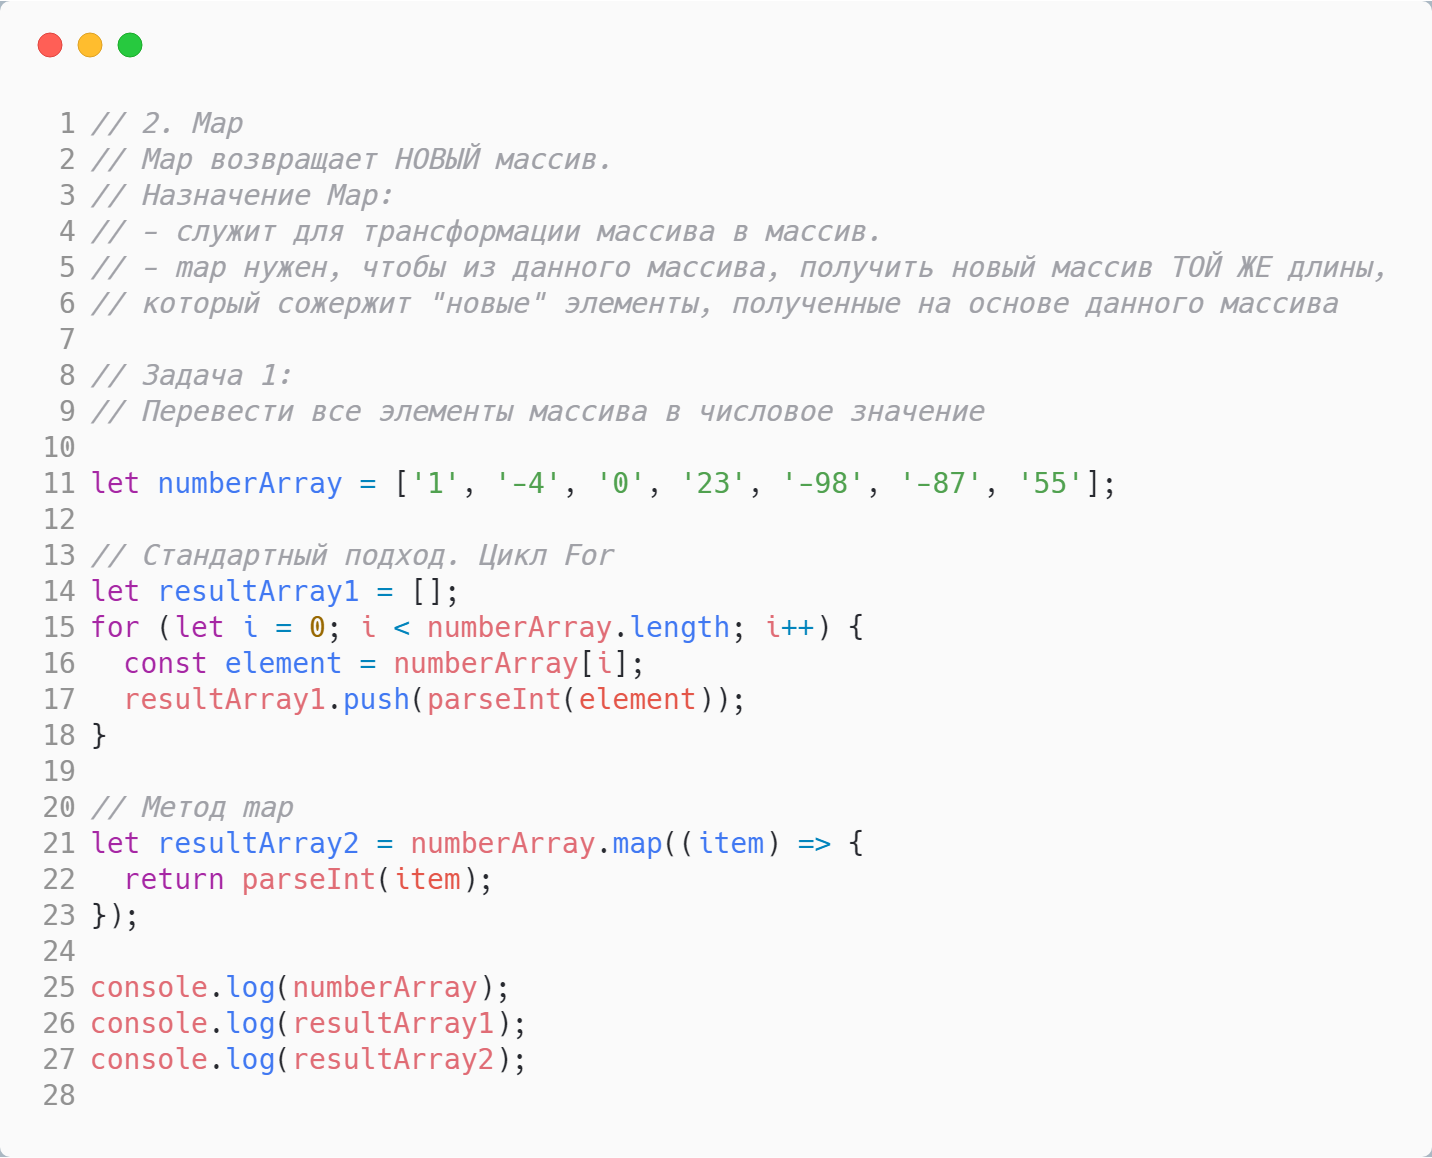 1 // 2. Map
2 // Map возвращает НОВЫЙ массив.
3 // Назначение Map:
4 // - служит для трансформации массива в массив.
5 // - map нужен, чтобы из данного массива, получить новый массив ТОЙ ЖЕ длины,
6 // который сожержит "новые" элементы, полученные на основе данного массива
7
8 // Задача 1:
9 // Перевести все элементы массива в числовое значение
10
11 let numberArray = ['1', '-4', '0', '23', '-98', '-87', '55'];
12
13 // Стандартный подход. Цикл For
14 let resultArray1 = [];
15 for (let i = 0; i < numberArray.length; i++) {
16   const element = numberArray[i];
17   resultArray1.push(parseInt(element));
18 }
19
20 // Метод map
21 let resultArray2 = numberArray.map((item) => {
22   return parseInt(item);
23 });
24
25 console.log(numberArray);
26 console.log(resultArray1);
27 console.log(resultArray2);
28